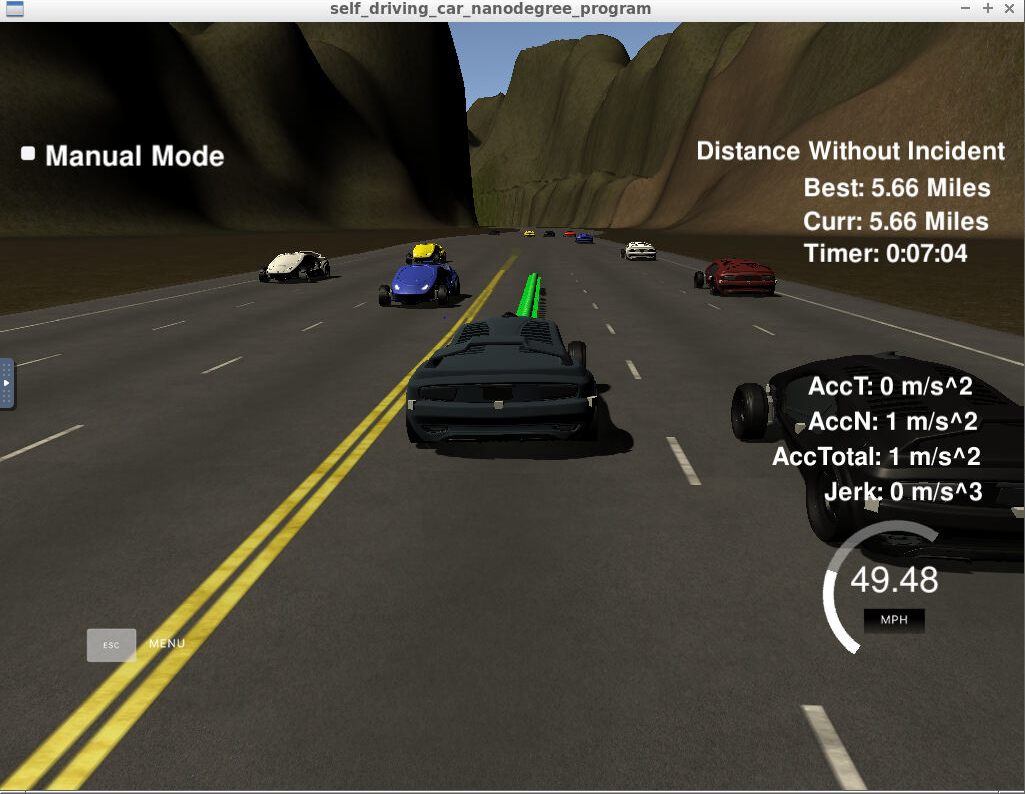 self_driving_car_nanodegree_program
Manual Mode
Distance Without Incident
Best: 5.66 Miles
Curr: 5.66 Miles
Timer: 0:07:04
AccT: 0 m/s^2
AccN: 1 m/s^2
AccTotal: 1 m/s^2
Jerk: 0 m/s^3
49.48
MPH
ESC MENU